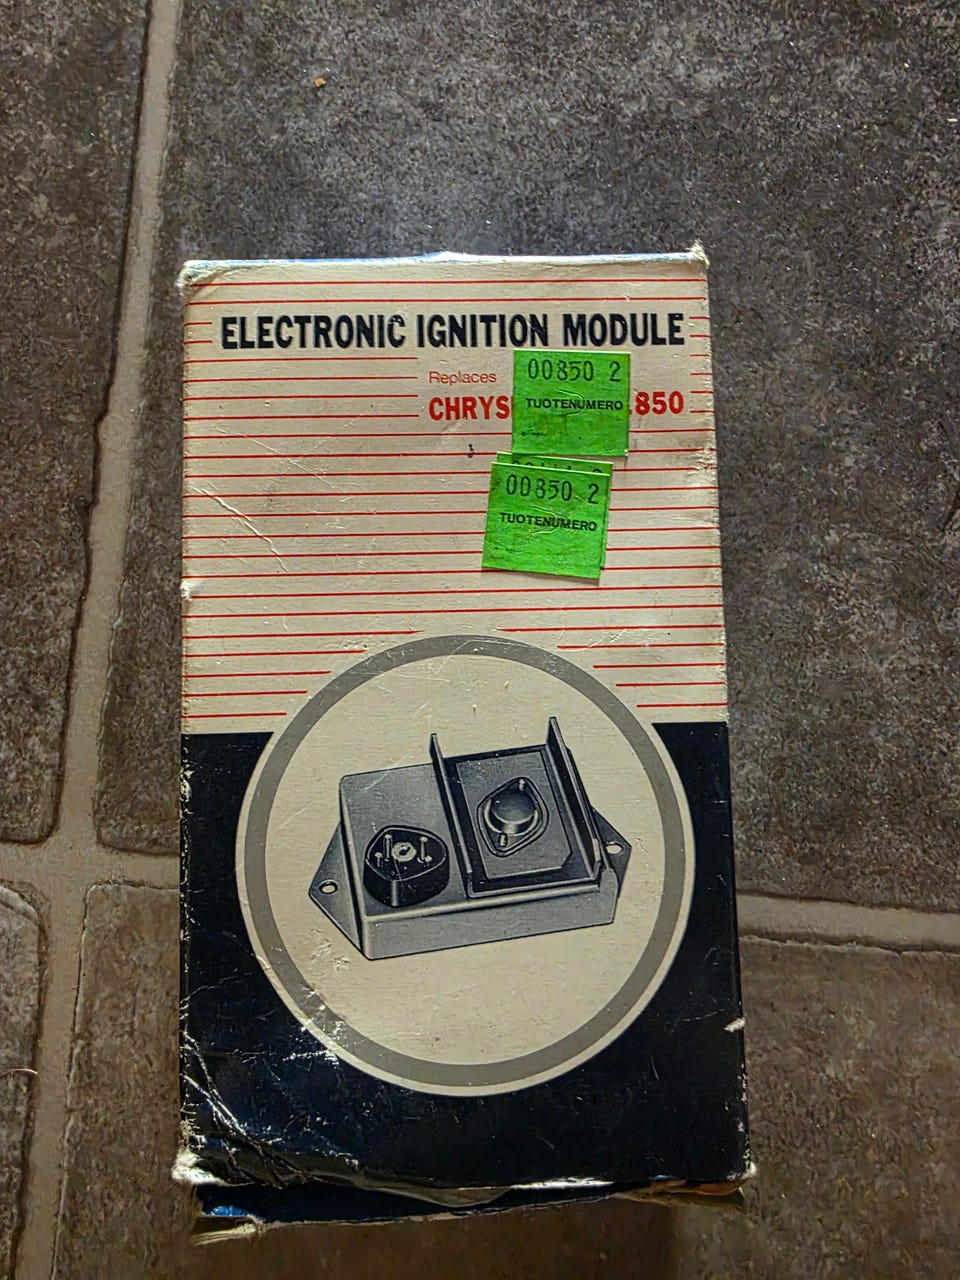 ELECTRONIC IGNITION MODULE
Replaces
CHRYS 850
00850 2
TUOTENUMERO
00850 2
TUOTENUMERO